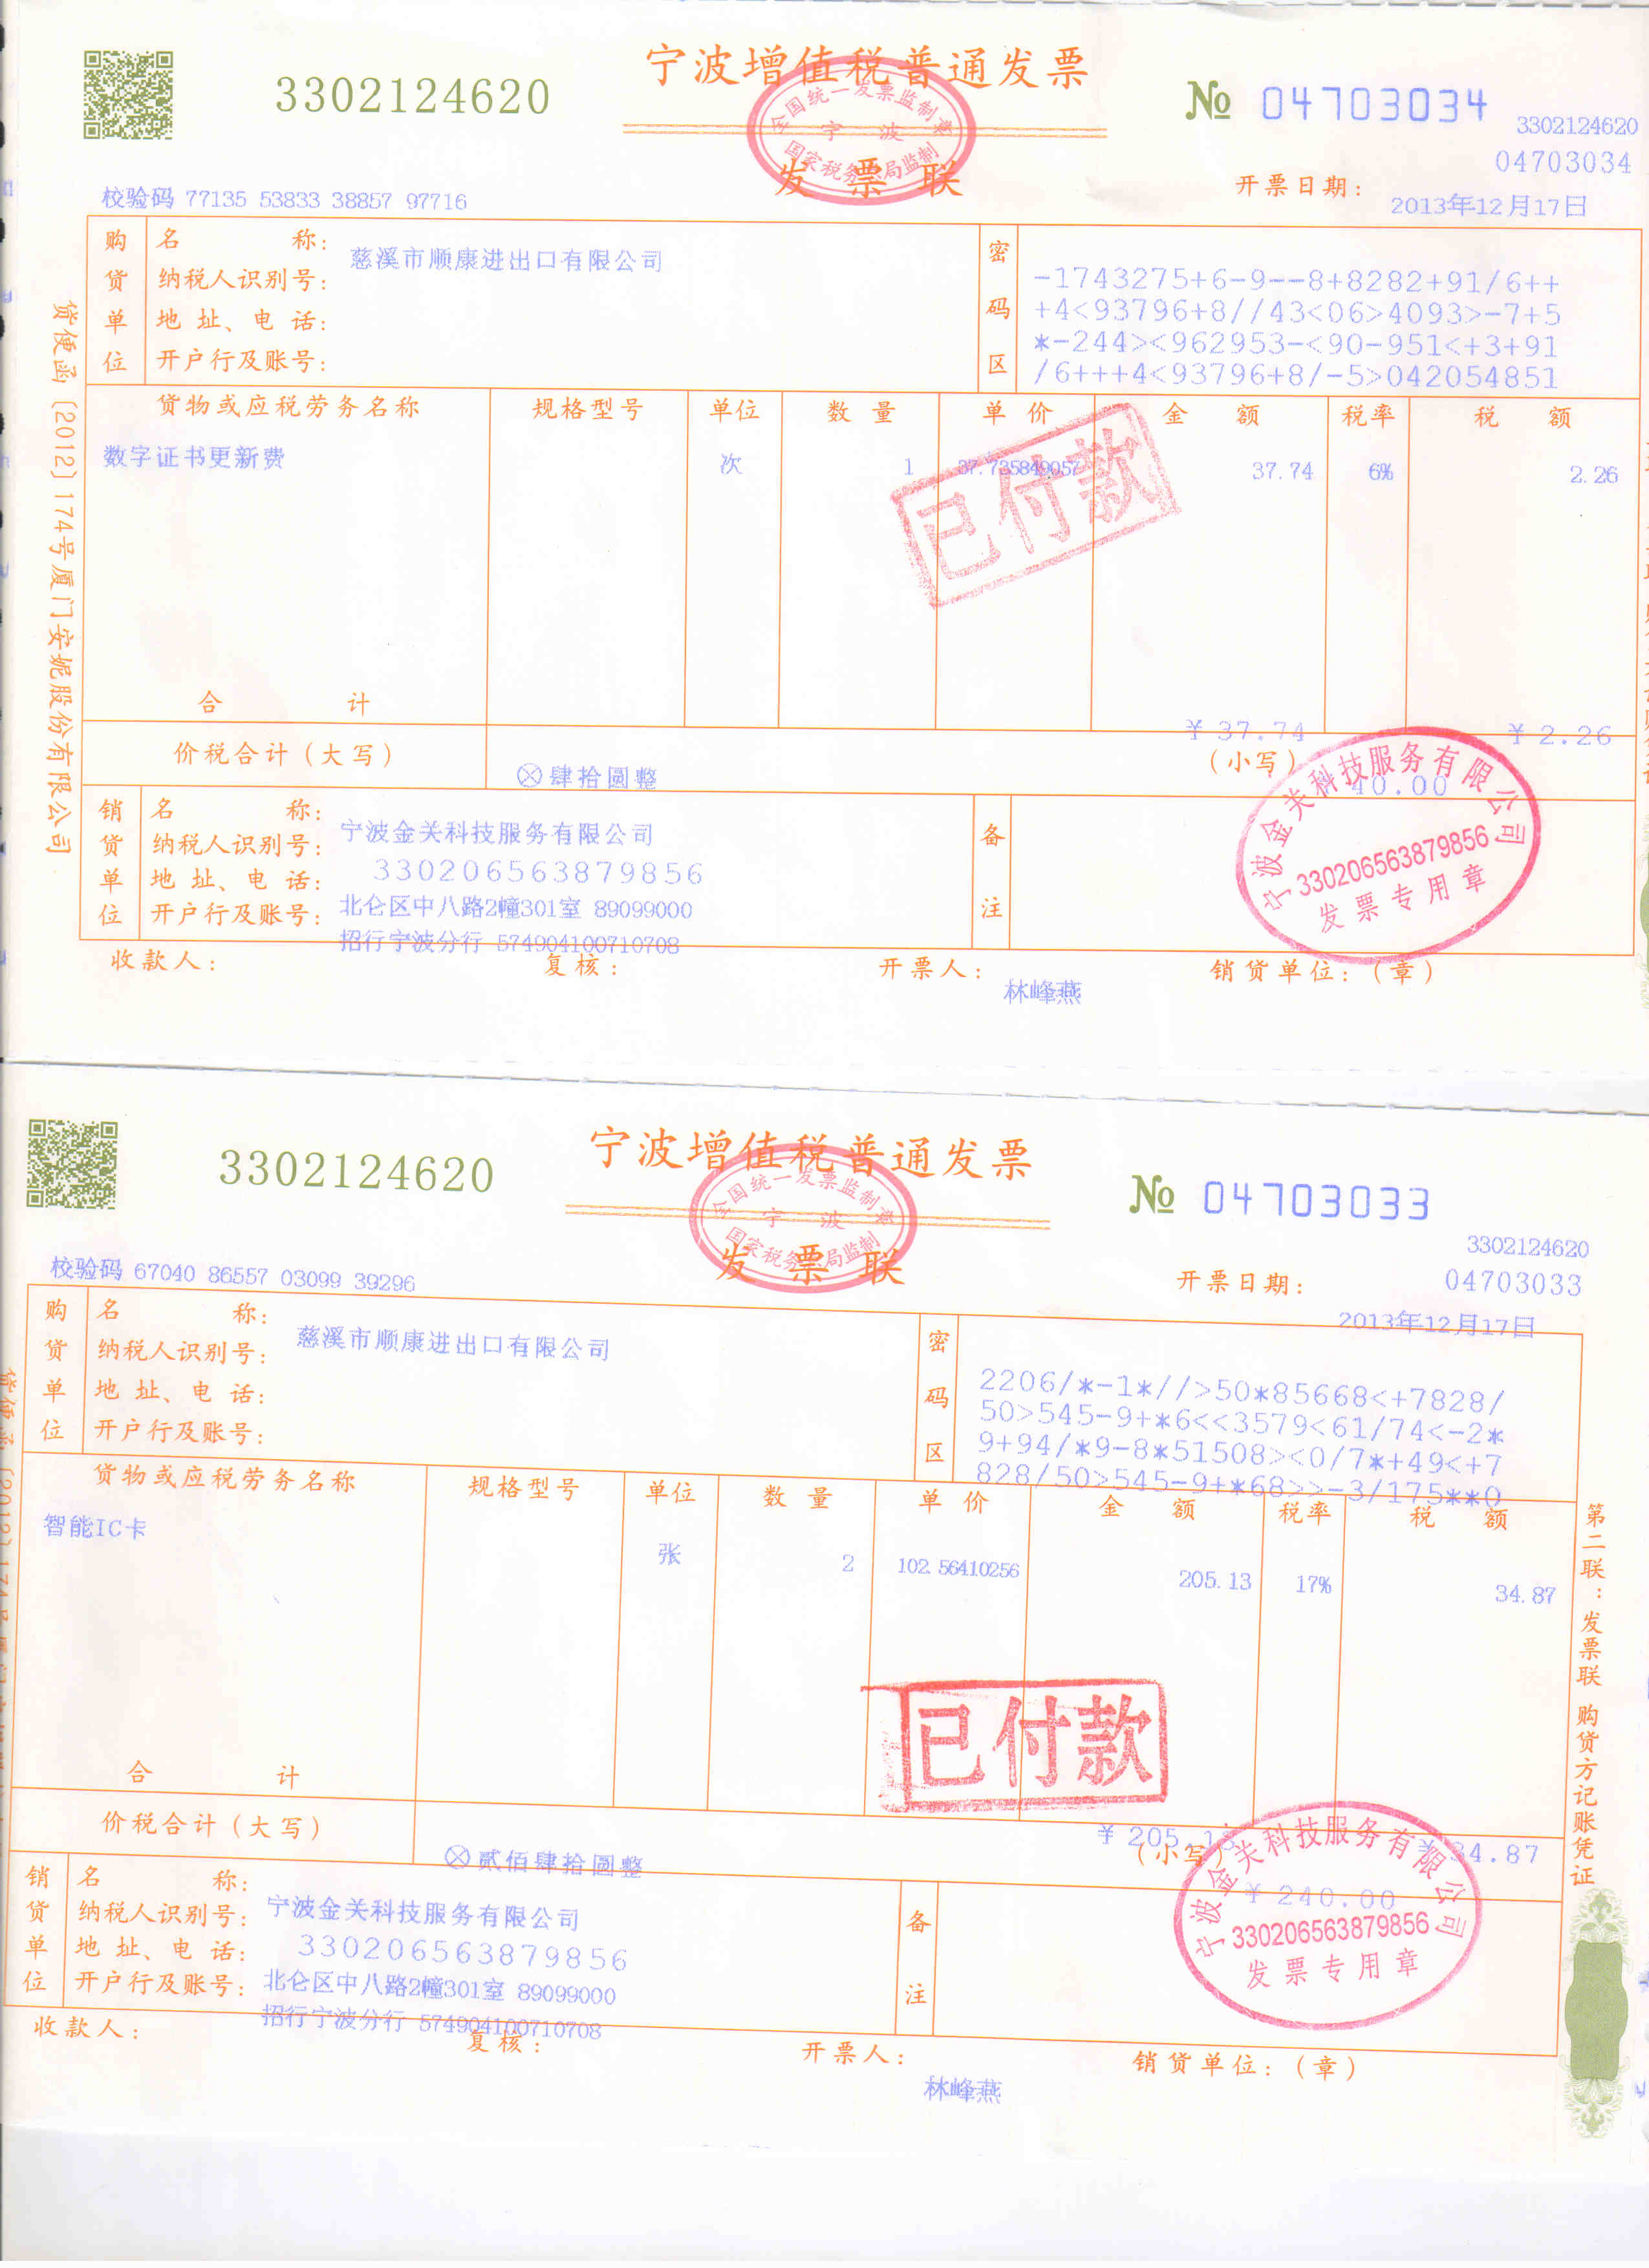 宁波增值税普通发票
3302124620
№ 04703034
3302124620
04703034
全国统一发票监制章
宁波
国家税务总局监制
发票联
开票日期：
2013年12月17日
校验码 77135 53833 38857 97716
购货单位
名称：
慈溪市顺康进出口有限公司
纳税人识别号：
地址、电话：
开户行及账号：
密码区
-1743275+6-9--8+8282+91/6++
+4<93796+8//43<06>4093>-7+5
*-244><962953-<90-951<+3+91
/6+++4<93796+8/-5>042054851
货物或应税劳务名称 规格型号 单位 数量 单价 金额 税率 税额
数字证书更新费 次 1 37.735849057 37.74 6% 2.26
已付款
合计
¥37.74 ¥2.26
价税合计（大写）
⊗肆拾圆整
（小写）
40.00
销货单位
名称：
宁波金关科技服务有限公司
纳税人识别号：
330206563879856
地址、电话：
北仑区中八路2幢301室 89099000
开户行及账号：
招行宁波分行 574904100710708
备注
宁波金关科技服务有限公司
330206563879856
发票专用章
收款人： 复核： 开票人： 销货单位：（章）
林峰燕
货便函〔2012〕174号厦门安妮股份有限公司
宁波增值税普通发票
3302124620
№ 04703033
3302124620
04703033
全国统一发票监制章
宁波
国家税务总局监制
发票联
开票日期：
2013年12月17日
校验码 67040 86557 03099 39296
购货单位
名称：
慈溪市顺康进出口有限公司
纳税人识别号：
地址、电话：
开户行及账号：
密码区
2206/*-1*//>50*85668<+7828/
50>545-9+*6<<3579<61/74<-2*
9+94/*9-8*51508><0/7*+49<+7
828/50>545-9+*68>>-3/175**0
货物或应税劳务名称 规格型号 单位 数量 单价 金额 税率 税额
智能IC卡 张 2 102.56410256 205.13 17% 34.87
已付款
合计
¥205.13 ¥34.87
价税合计（大写）
⊗贰佰肆拾圆整
（小写）
¥240.00
销货单位
名称：
宁波金关科技服务有限公司
纳税人识别号：
330206563879856
地址、电话：
北仑区中八路2幢301室 89099000
开户行及账号：
招行宁波分行 574904100710708
备注
宁波金关科技服务有限公司
330206563879856
发票专用章
收款人： 复核： 开票人： 销货单位：（章）
林峰燕
第二联：发票联 购货方记账凭证